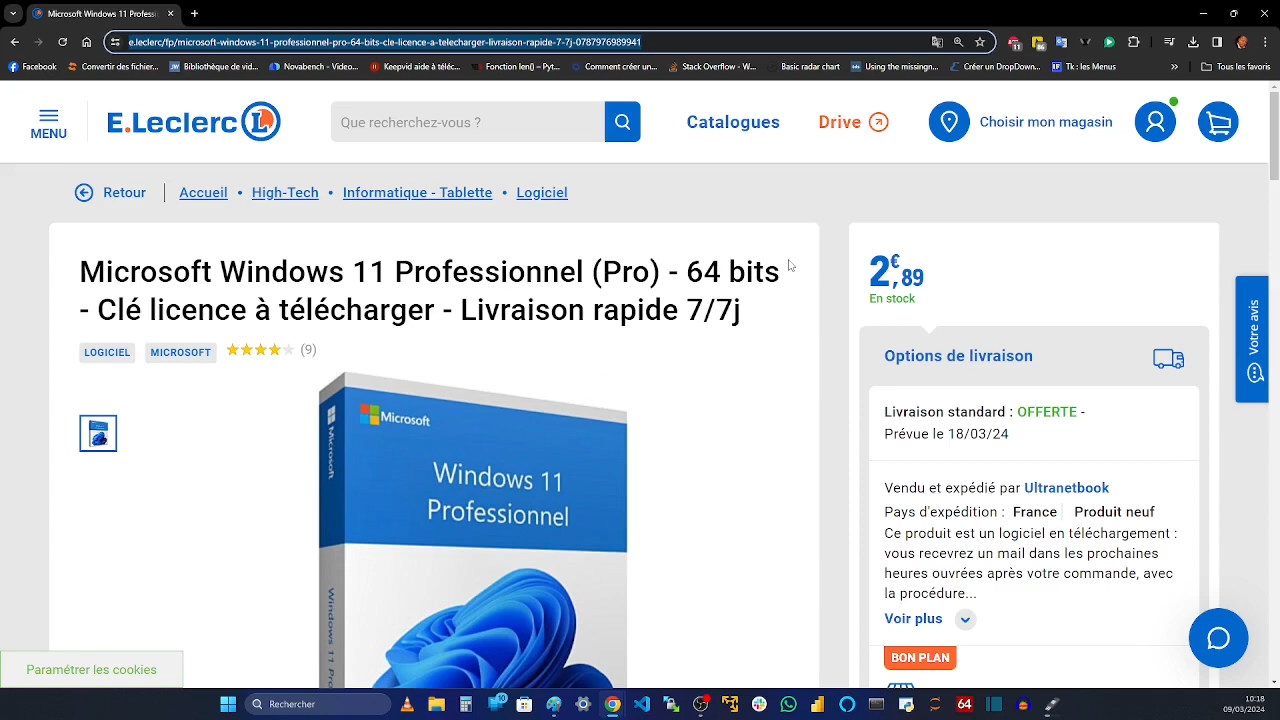 Microsoft Windows 11 Professi
e.leclerc/fp/microsoft-windows-11-professionnel-pro-64-bits-cle-licence-a-telecharger-livraison-rapide-7-7j-0787976989941
Facebook
Convertir des fichier...
Bibliothèque de vid...
Novabench - Video...
Keepvid aide à téléc...
Fonction len() – Pyt...
Comment créer un...
Stack Overflow - W...
Basic radar chart
Using the missingn...
Créer un DropDown...
Tk : les Menus
»
Tous les favoris
MENU
E.Leclerc L
Que recherchez-vous ?
Catalogues
Drive
Choisir mon magasin
Retour
Accueil • High-Tech • Informatique - Tablette • Logiciel
Microsoft Windows 11 Professionnel (Pro) - 64 bits
- Clé licence à télécharger - Livraison rapide 7/7j
LOGICIEL
MICROSOFT
(9)
Microsoft
Microsoft
Windows 11
Professionnel
Windows 11 Pro
2€,89
En stock
Options de livraison
Livraison standard : OFFERTE -
Prévue le 18/03/24
Vendu et expédié par Ultranetbook
Pays d'expédition : France Produit neuf
Ce produit est un logiciel en téléchargement :
vous recevrez un mail dans les prochaines
heures ouvrées après votre commande, avec
la procédure...
Voir plus
BON PLAN
Votre avis
Paramétrer les cookies
Rechercher
64
10:18
09/03/2024